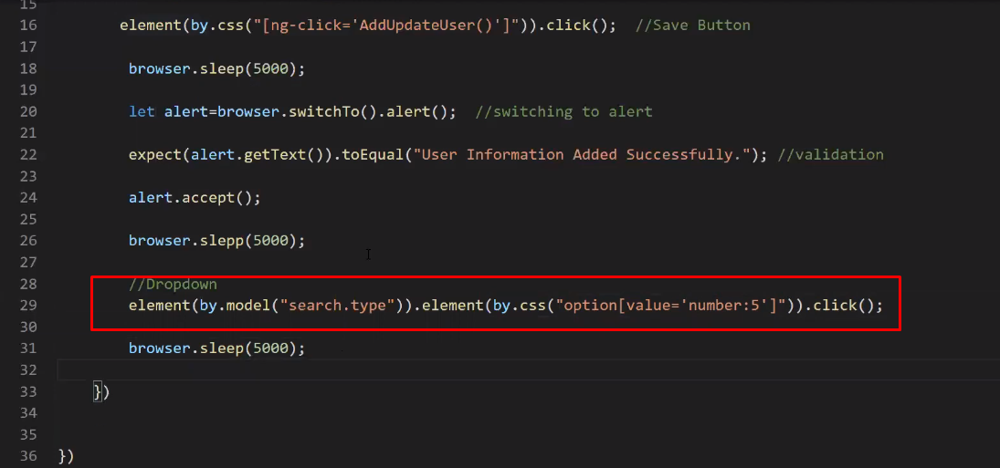 15
16 element(by.css("[ng-click='AddUpdateUser()']")).click();  //Save Button
17
18 browser.sleep(5000);
19
20 let alert=browser.switchTo().alert();  //switching to alert
21
22 expect(alert.getText()).toEqual("User Information Added Successfully."); //validation
23
24 alert.accept();
25
26 browser.slepp(5000);
27
28 //Dropdown
29 element(by.model("search.type")).element(by.css("option[value='number:5']")).click();
30
31 browser.sleep(5000);
32
33 })
34
35
36 })